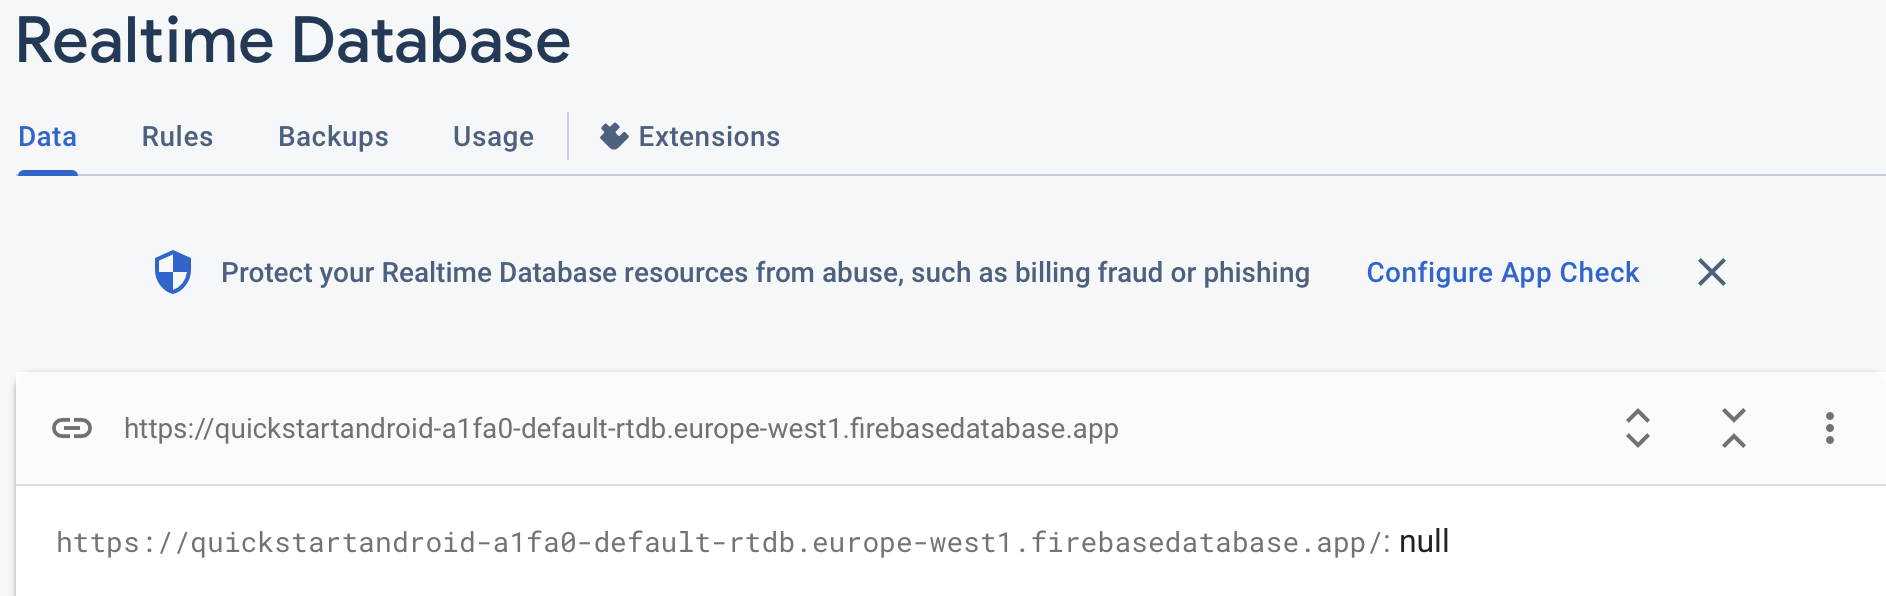 Realtime Database
Data Rules Backups Usage Extensions
Protect your Realtime Database resources from abuse, such as billing fraud or phishing Configure App Check
https://quickstartandroid-a1fa0-default-rtdb.europe-west1.firebasedatabase.app
https://quickstartandroid-a1fa0-default-rtdb.europe-west1.firebasedatabase.app/: null